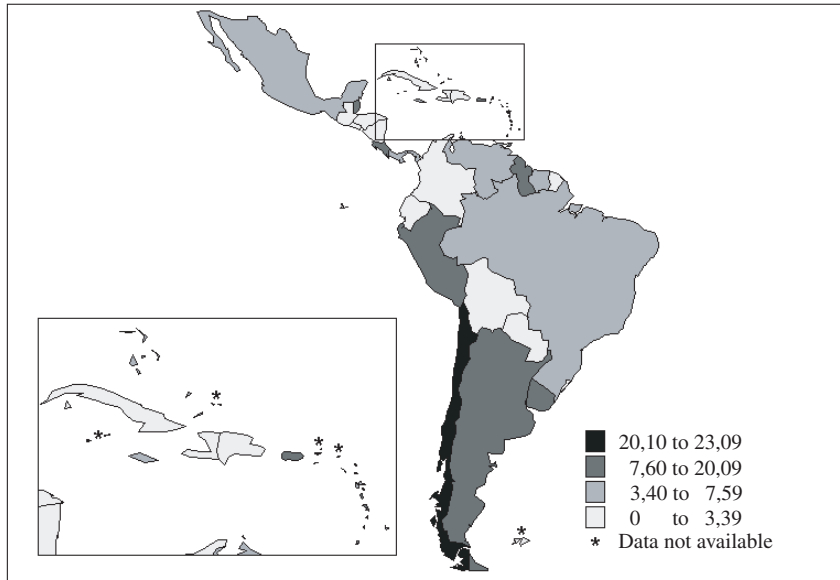 20,10 to 23,09
7,60 to 20,09
3,40 to 7,59
0 to 3,39
* Data not available
*
*
*
*
*